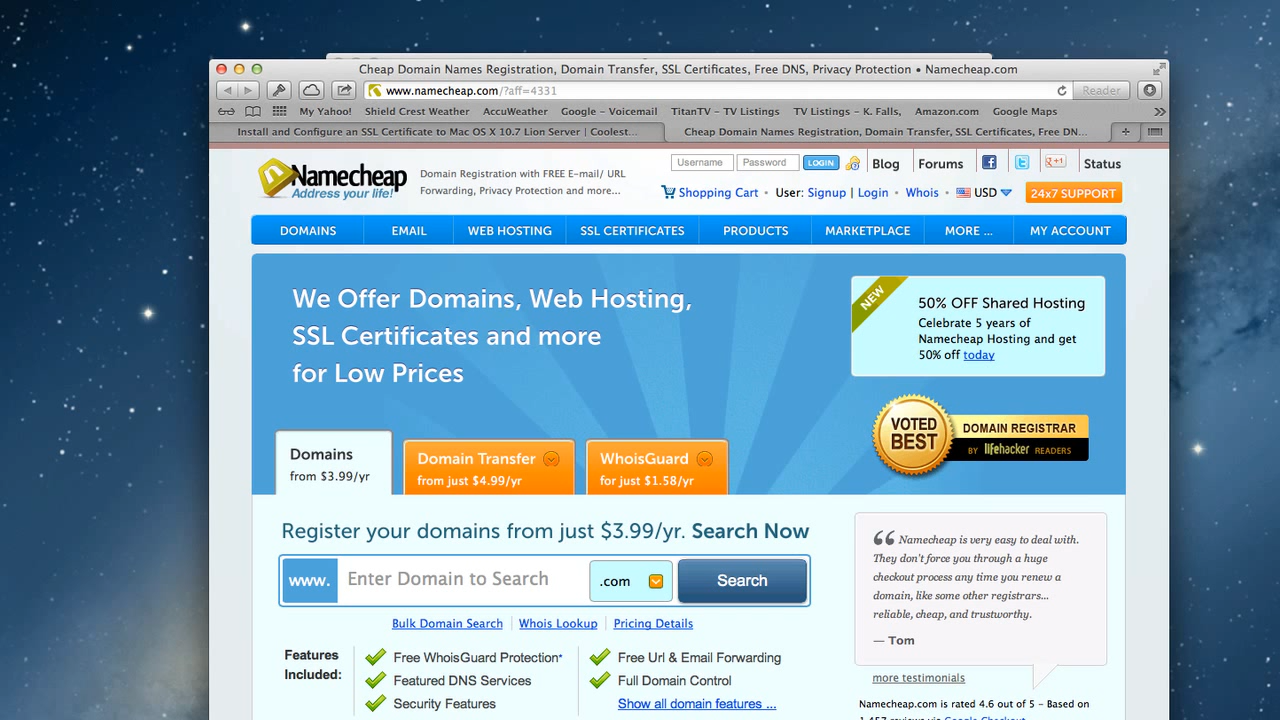 Cheap Domain Names Registration, Domain Transfer, SSL Certificates, Free DNS, Privacy Protection • Namecheap.com
www.namecheap.com/?aff=4331
Reader
My Yahoo! Shield Crest Weather AccuWeather Google – Voicemail TitanTV – TV Listings TV Listings – K. Falls, Amazon.com Google Maps
Install and Configure an SSL Certificate to Mac OS X 10.7 Lion Server | Coolest...
Cheap Domain Names Registration, Domain Transfer, SSL Certificates, Free DN...
Namecheap
Address your life!
Domain Registration with FREE E-mail/ URL
Forwarding, Privacy Protection and more...
Username Password LOGIN Blog Forums +1 Status
Shopping Cart • User: Signup | Login • Whois • USD 24x7 SUPPORT
DOMAINS EMAIL WEB HOSTING SSL CERTIFICATES PRODUCTS MARKETPLACE MORE ... MY ACCOUNT
We Offer Domains, Web Hosting,
SSL Certificates and more
for Low Prices
NEW
50% OFF Shared Hosting
Celebrate 5 years of
Namecheap Hosting and get
50% off today
VOTED
BEST
DOMAIN REGISTRAR
BY lifehacker READERS
Domains
from $3.99/yr
Domain Transfer
from just $4.99/yr
WhoisGuard
for just $1.58/yr
Register your domains from just $3.99/yr. Search Now
www. Enter Domain to Search .com Search
Bulk Domain Search Whois Lookup Pricing Details
Features
Included:
Free WhoisGuard Protection*
Featured DNS Services
Security Features
Free Url & Email Forwarding
Full Domain Control
Show all domain features ...
“ Namecheap is very easy to deal with.
They don't force you through a huge
checkout process any time you renew a
domain, like some other registrars...
reliable, cheap, and trustworthy.
— Tom
more testimonials
Namecheap.com is rated 4.6 out of 5 – Based on
1,457 reviews via Google Checkout